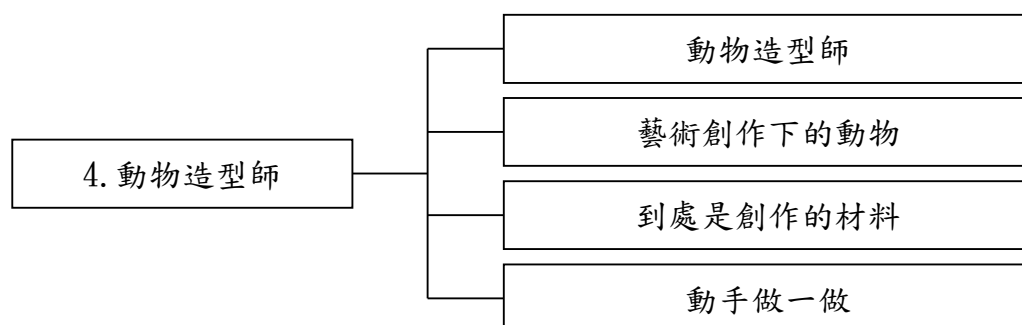 動物造型師
藝術創作下的動物
4.動物造型師
到處是創作的材料
動手做一做